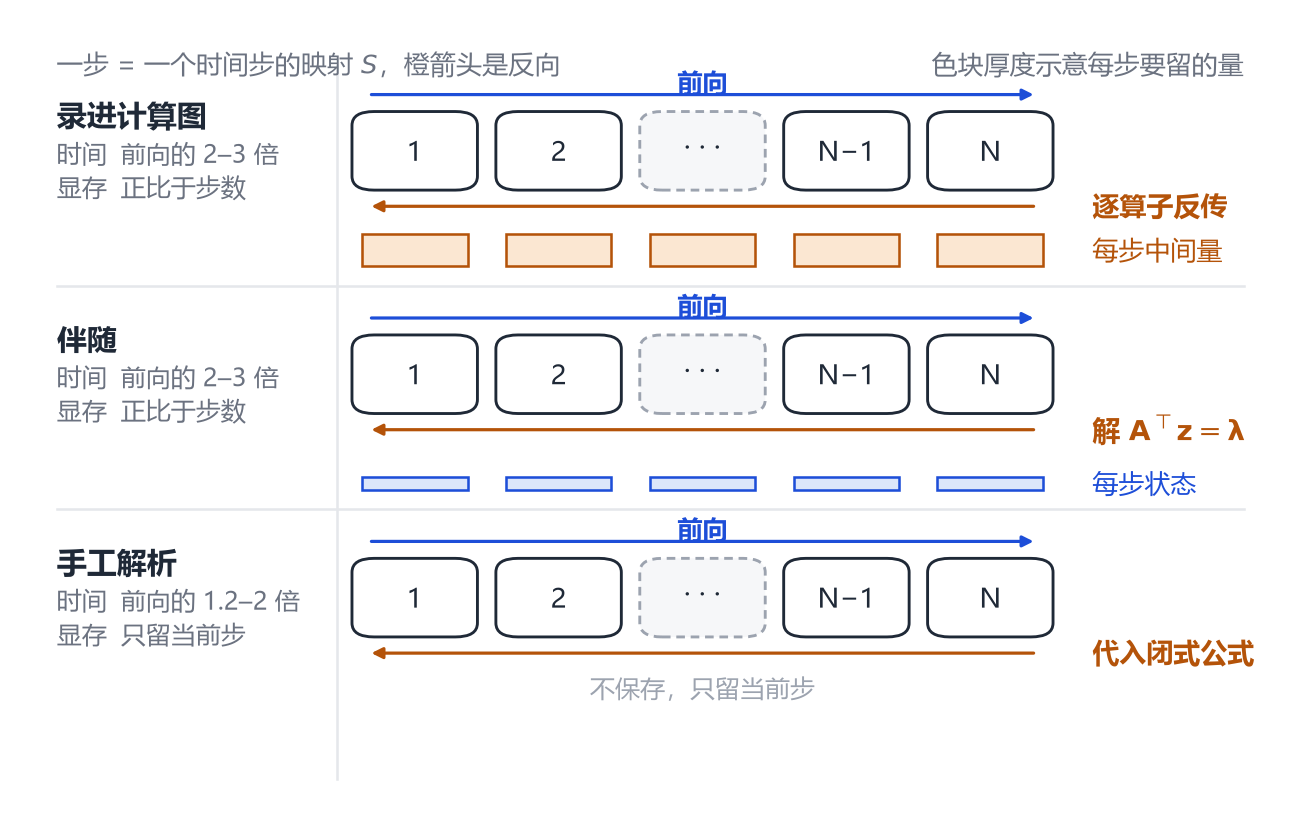 一步 = 一个时间步的映射 S，橙箭头是反向
色块厚度示意每步要留的量
录进计算图
时间 前向的 2–3 倍
显存 正比于步数
前向
1
2
···
N−1
N
逐算子反传
每步中间量
伴随
时间 前向的 2–3 倍
显存 正比于步数
前向
1
2
···
N−1
N
解 A⊤z = λ
每步状态
手工解析
时间 前向的 1.2–2 倍
显存 只留当前步
前向
1
2
···
N−1
N
代入闭式公式
不保存，只留当前步